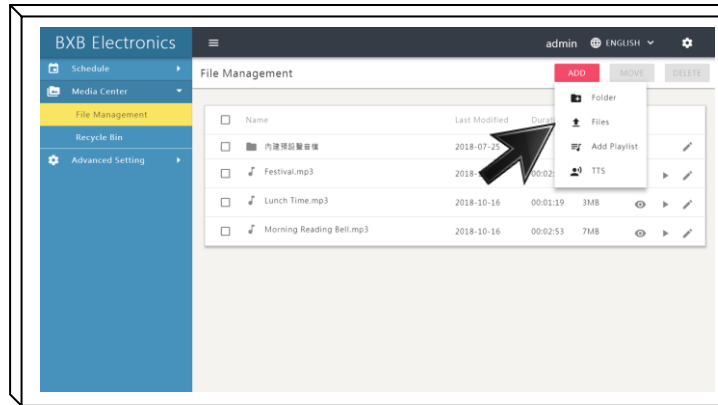 BXB Electronics
admin ENGLISH
Schedule
Media Center
File Management
Recycle Bin
Advanced Setting
File Management
ADD MOVE DELETE
Folder
Files
Add Playlist
TTS
Name Last Modified
內建預設聲音檔 2018-07-25
Festival.mp3
Lunch Time.mp3 2018-10-16 00:01:19 3MB
Morning Reading Bell.mp3 2018-10-16 00:02:53 7MB